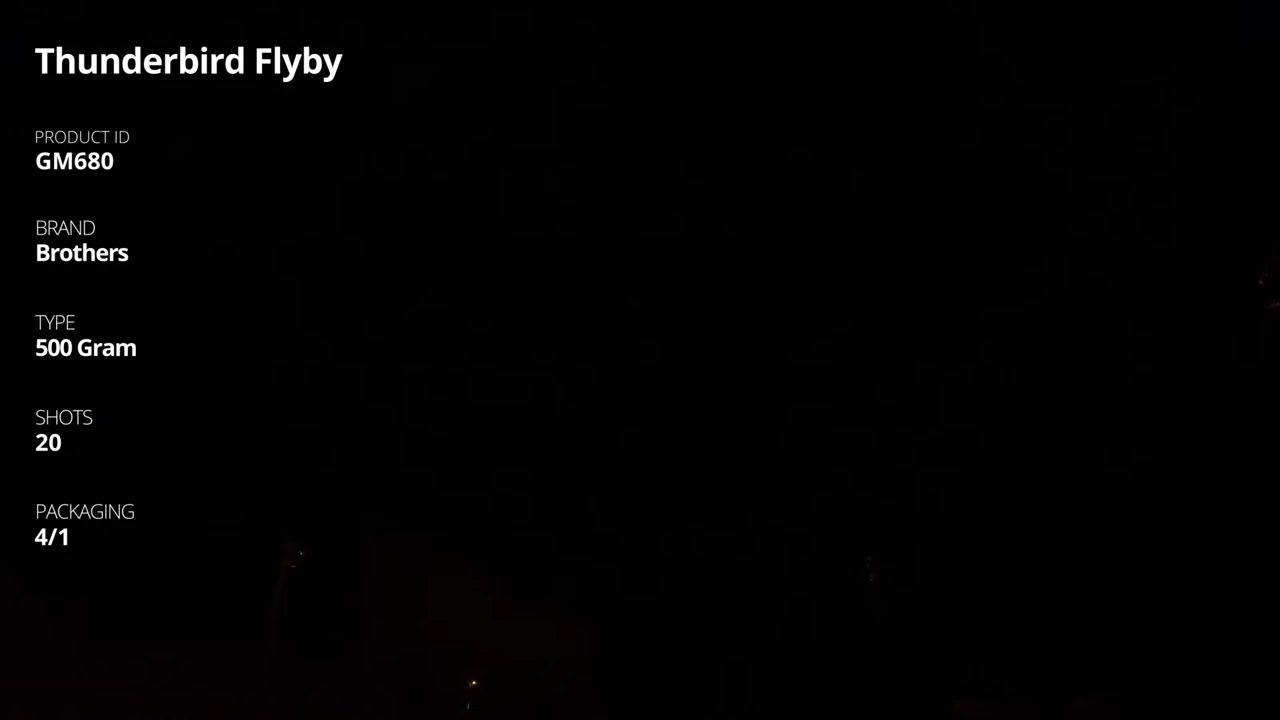 Thunderbird Flyby
PRODUCT ID
GM680
BRAND
Brothers
TYPE
500 Gram
SHOTS
20
PACKAGING
4/1